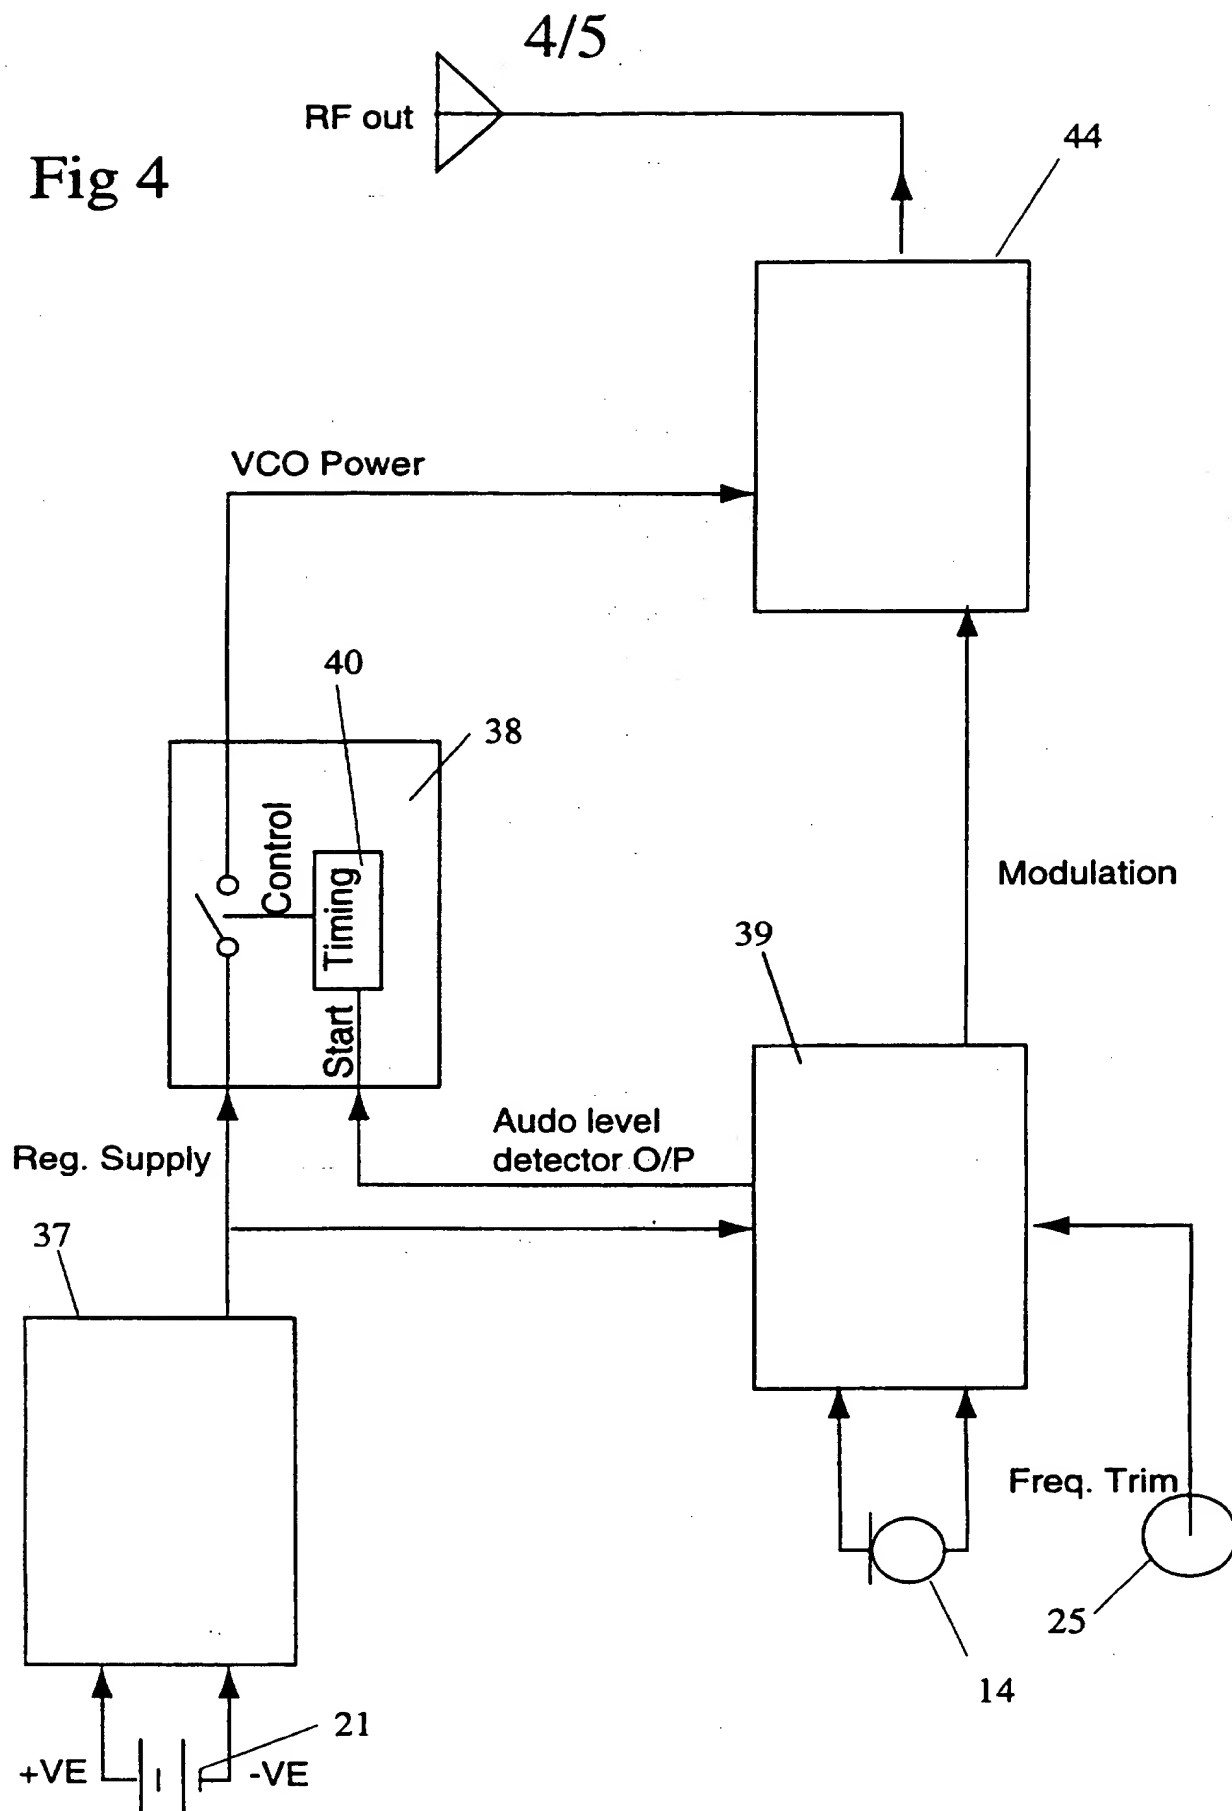 4/5
RF out
Fig 4
44
VCO Power
40
38
Control
Timing
Start
Modulation
39
Audo level
detector O/P
Reg. Supply
37
Freq. Trim
25
14
21
+VE
-VE